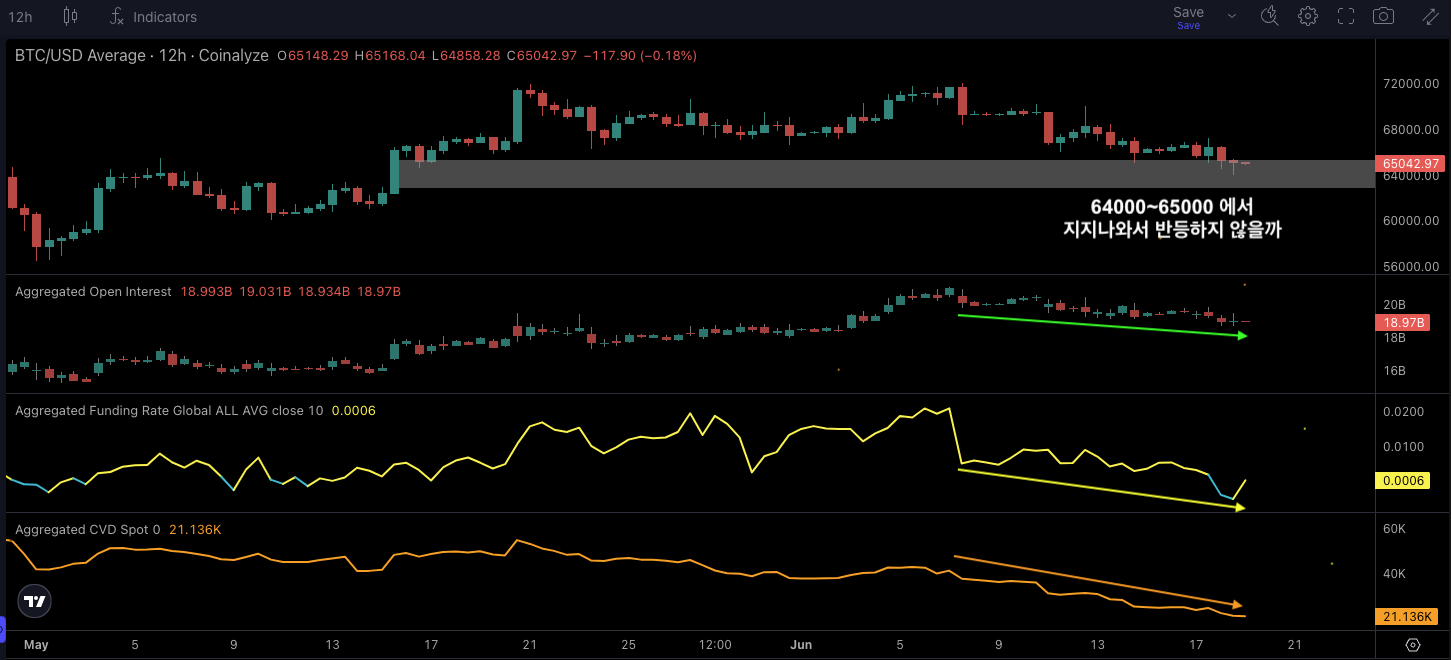 12h
Indicators
Save
Save
BTC/USD Average · 12h · Coinalyze O65148.29 H65168.04 L64858.28 C65042.97 −117.90 (−0.18%)
72000.00
68000.00
65042.97
64000.00
60000.00
56000.00
64000~65000 에서
지지나와서 반등하지 않을까
Aggregated Open Interest 18.993B 19.031B 18.934B 18.97B
20B
18.97B
18B
16B
Aggregated Funding Rate Global ALL AVG close 10 0.0006
0.0200
0.0100
0.0006
Aggregated CVD Spot 0 21.136K
60K
40K
21.136K
May 5 9 13 17 21 25 12:00 Jun 5 9 13 17 21